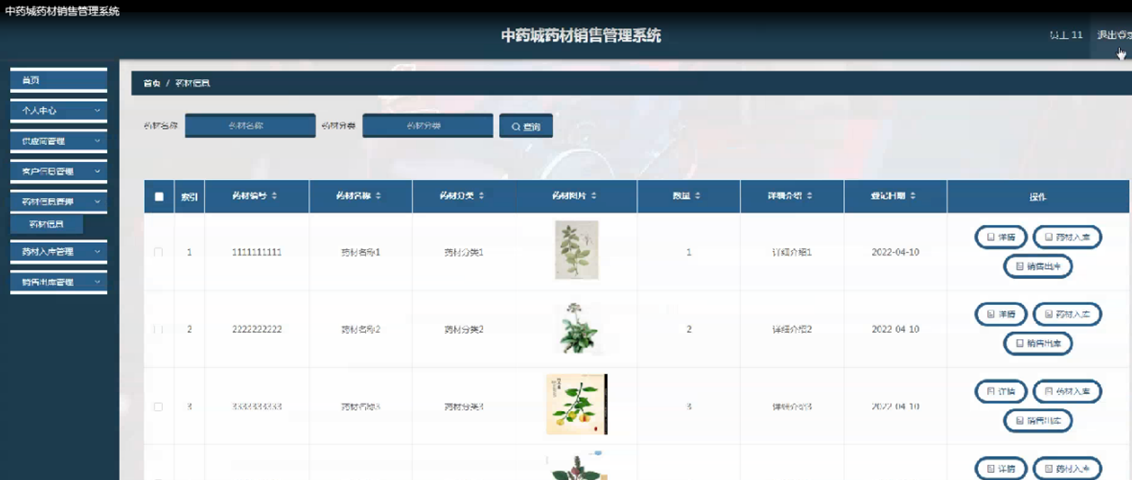 中药城药材销售管理系统
中药城药材销售管理系统
员工 11 退出登录
首页
个人中心
供应商管理
客户信息管理
药材信息管理
药材信息
药材入库管理
销售出库管理
首页 / 药材信息
药材名称 药材名称 药材分类 药材分类 查询
索引 药材编号 药材名称 药材分类 药材图片 数量 详细介绍 登记日期 操作
1 1111111111 药材名称1 药材分类1 1 详细介绍1 2022-04-10 详情 药材入库
销售出库
2 2222222222 药材名称2 药材分类2 2 详细介绍2 2022-04-10 详情 药材入库
销售出库
3 3333333333 药材名称3 药材分类3 3 详细介绍3 2022-04-10 详情 药材入库
销售出库
详情 药材入库